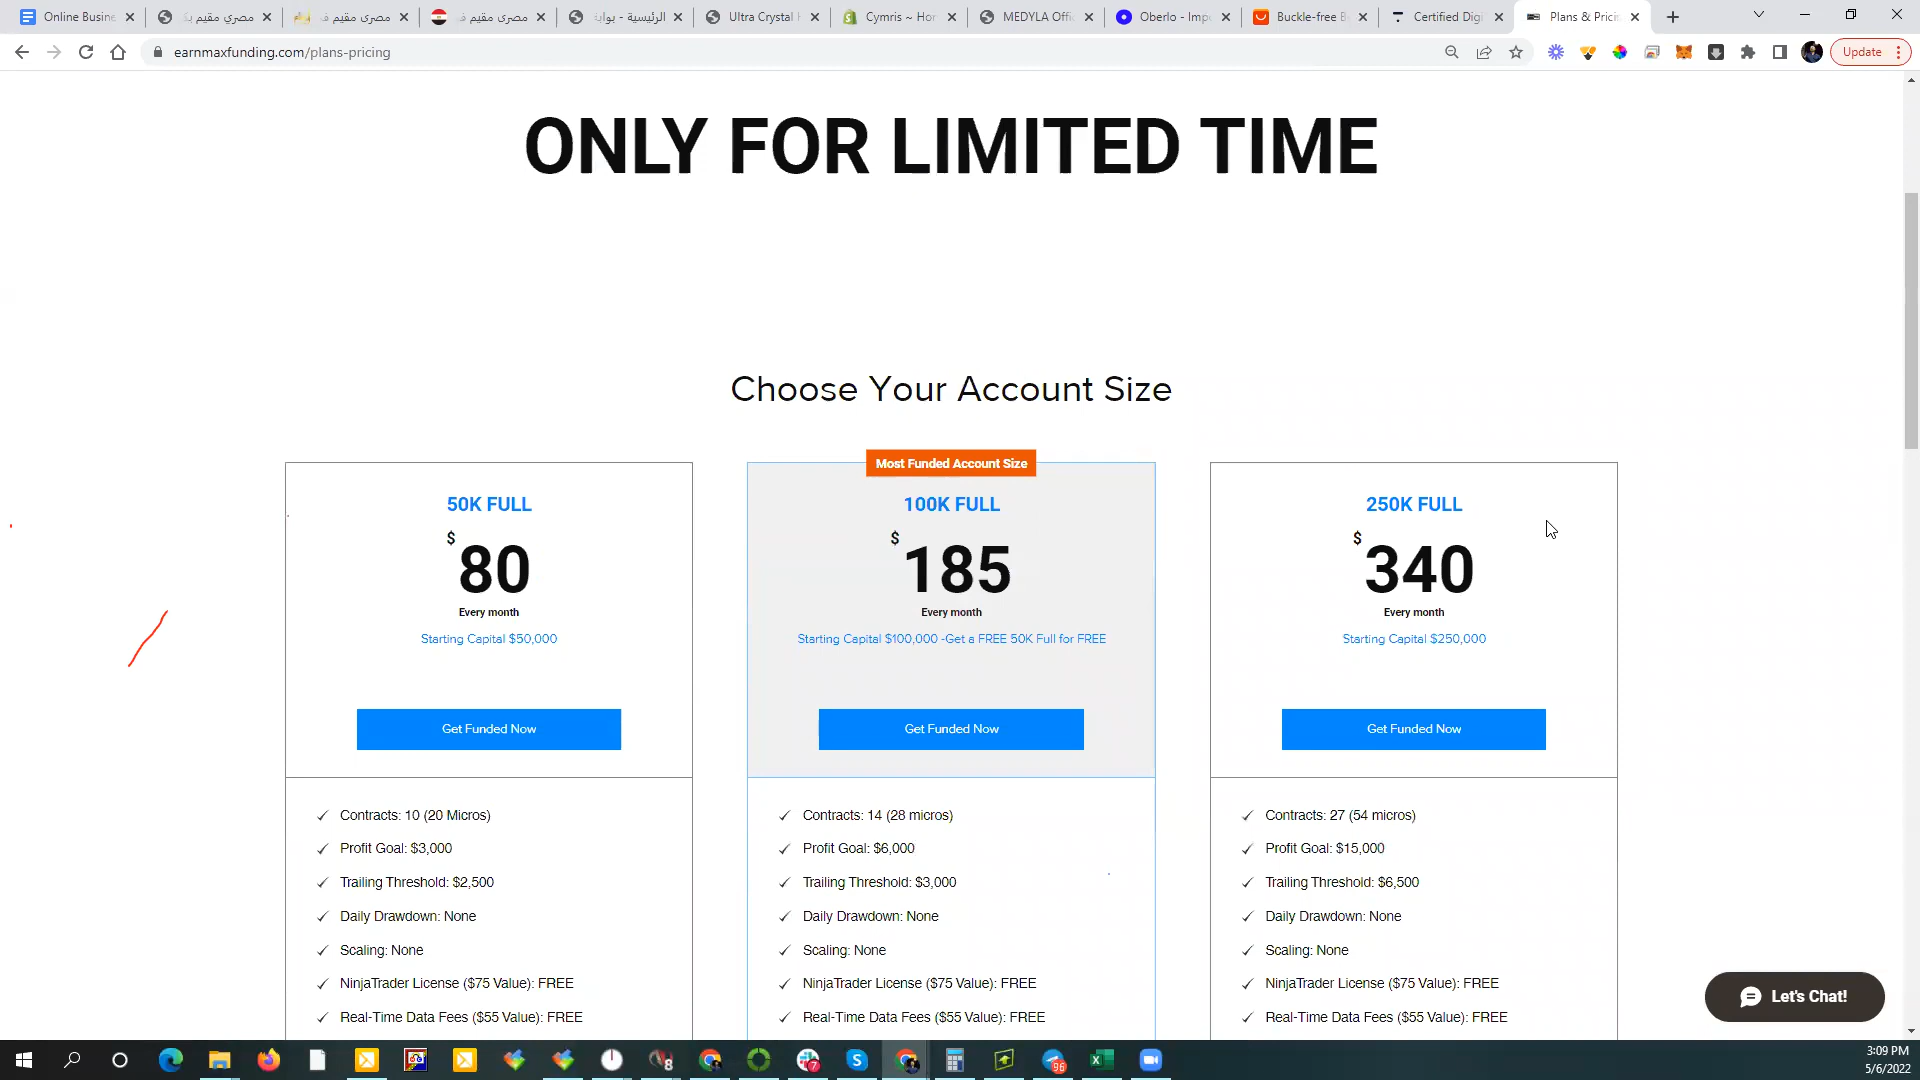 Online Busine
مصري مقيم بك
مصرى مقيم ف
مصرى مقيم ف
الرئيسية - بوابة
Ultra Crystal H
Cymris ~ Hor
MEDYLA Offic
Oberlo - Impo
Buckle-free B
Certified Digi
Plans & Pricin
earnmaxfunding.com/plans-pricing
Update
ONLY FOR LIMITED TIME
Choose Your Account Size
50K FULL
$
80
Every month
Starting Capital $50,000
Get Funded Now
Contracts: 10 (20 Micros)
Profit Goal: $3,000
Trailing Threshold: $2,500
Daily Drawdown: None
Scaling: None
NinjaTrader License ($75 Value): FREE
Real-Time Data Fees ($55 Value): FREE
Most Funded Account Size
100K FULL
$
185
Every month
Starting Capital $100,000 -Get a FREE 50K Full for FREE
Get Funded Now
Contracts: 14 (28 micros)
Profit Goal: $6,000
Trailing Threshold: $3,000
Daily Drawdown: None
Scaling: None
NinjaTrader License ($75 Value): FREE
Real-Time Data Fees ($55 Value): FREE
250K FULL
$
340
Every month
Starting Capital $250,000
Get Funded Now
Contracts: 27 (54 micros)
Profit Goal: $15,000
Trailing Threshold: $6,500
Daily Drawdown: None
Scaling: None
NinjaTrader License ($75 Value): FREE
Real-Time Data Fees ($55 Value): FREE
Let's Chat!
96
3:09 PM
5/6/2022